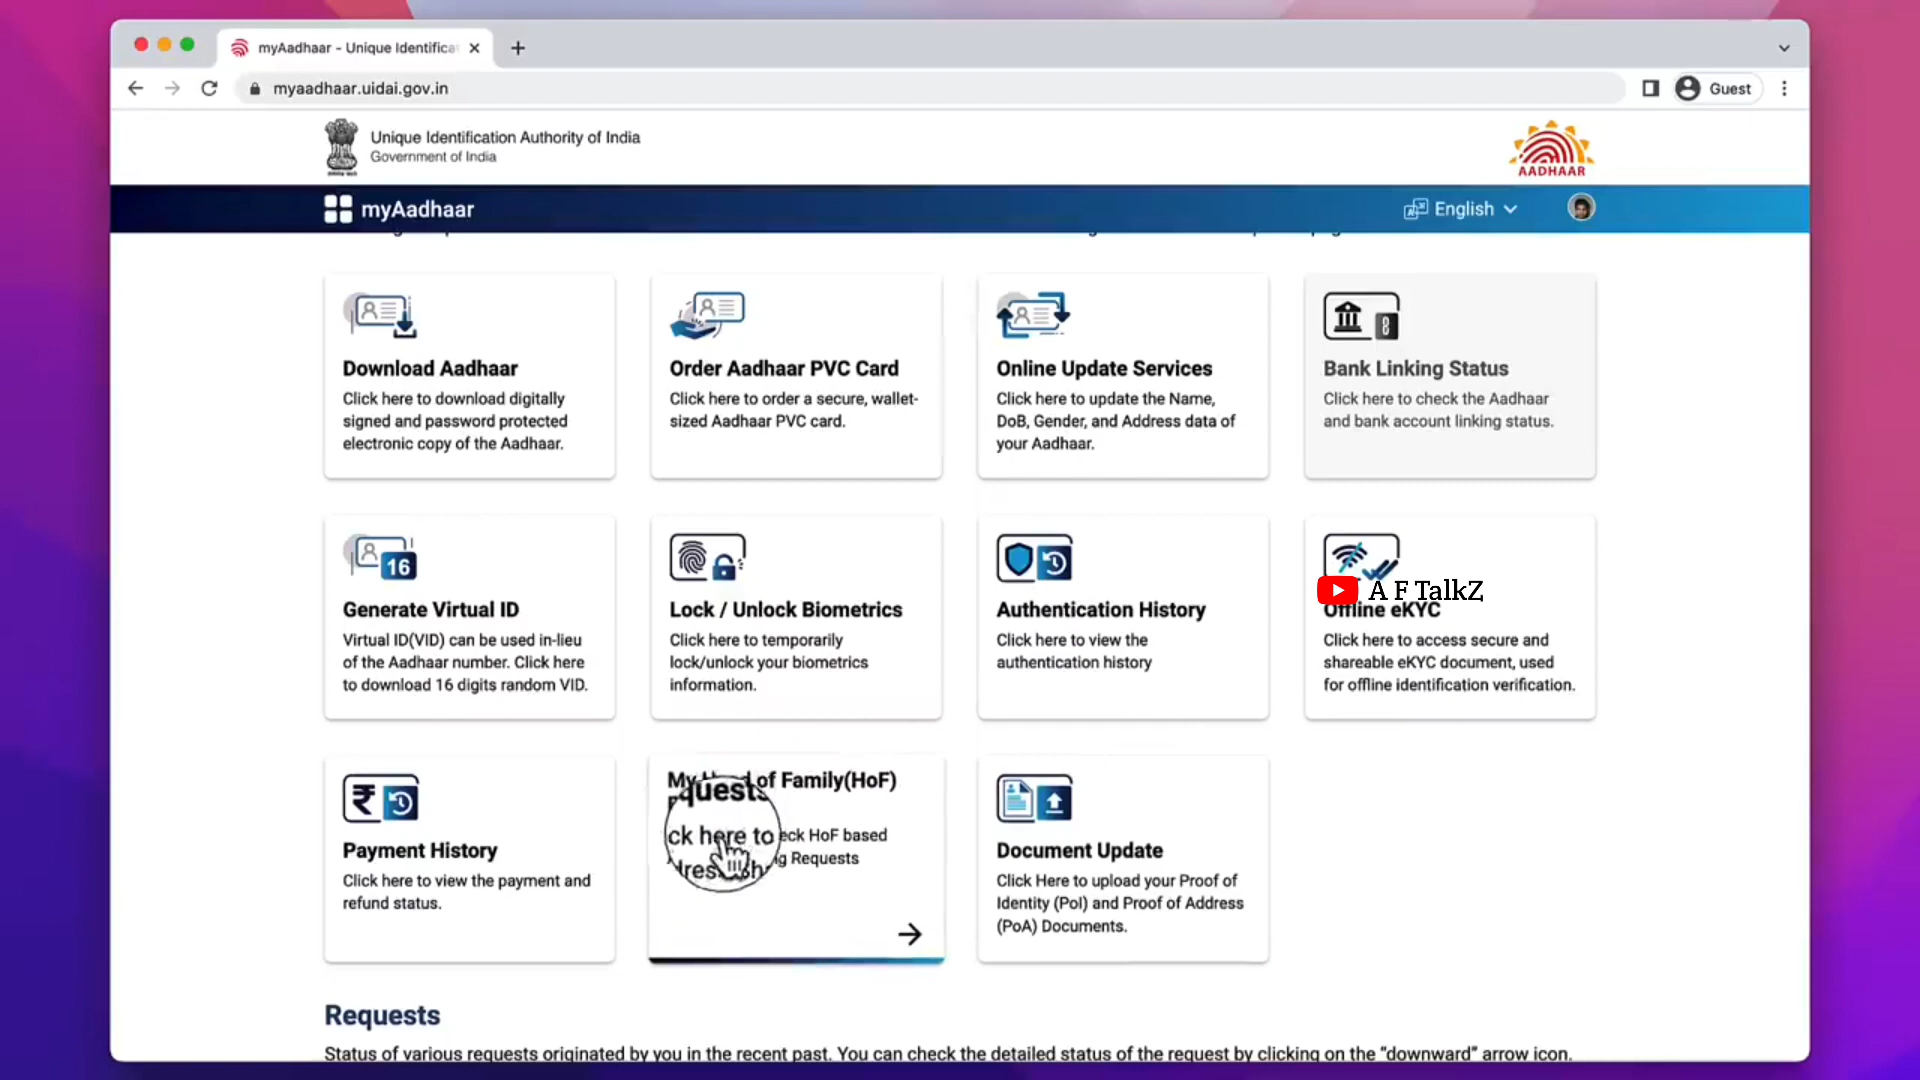 myAadhaar - Unique Identifica
myaadhaar.uidai.gov.in
Guest
Unique Identification Authority of India
Government of India
AADHAAR
myAadhaar
English
Download Aadhaar
Click here to download digitally
signed and password protected
electronic copy of the Aadhaar.
Order Aadhaar PVC Card
Click here to order a secure, wallet-
sized Aadhaar PVC card.
Online Update Services
Click here to update the Name,
DoB, Gender, and Address data of
your Aadhaar.
Bank Linking Status
Click here to check the Aadhaar
and bank account linking status.
16
Generate Virtual ID
Virtual ID(VID) can be used in-lieu
of the Aadhaar number. Click here
to download 16 digits random VID.
Lock / Unlock Biometrics
Click here to temporarily
lock/unlock your biometrics
information.
Authentication History
Click here to view the
authentication history
A F TalkZ
Offline eKYC
Click here to access secure and
shareable eKYC document, used
for offline identification verification.
₹
Payment History
Click here to view the payment and
refund status.
My of Family(HoF)
quests
ck here to eck HoF based
g Requests
Document Update
Click Here to upload your Proof of
Identity (PoI) and Proof of Address
(PoA) Documents.
Requests
Status of various requests originated by you in the recent past. You can check the detailed status of the request by clicking on the "downward" arrow icon.